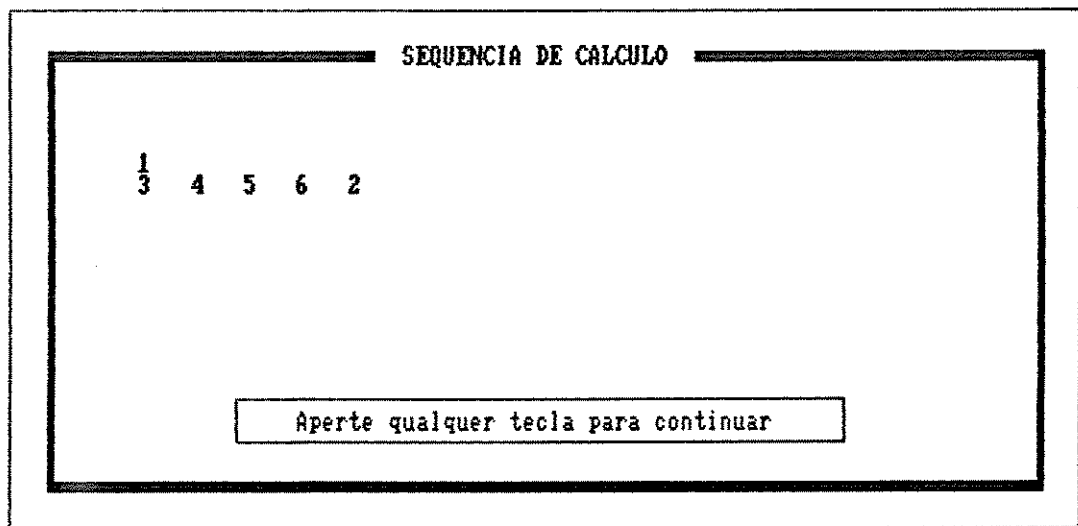 SEQUENCIA DE CALCULO
1
3 4 5 6 2
Aperte qualquer tecla para continuar